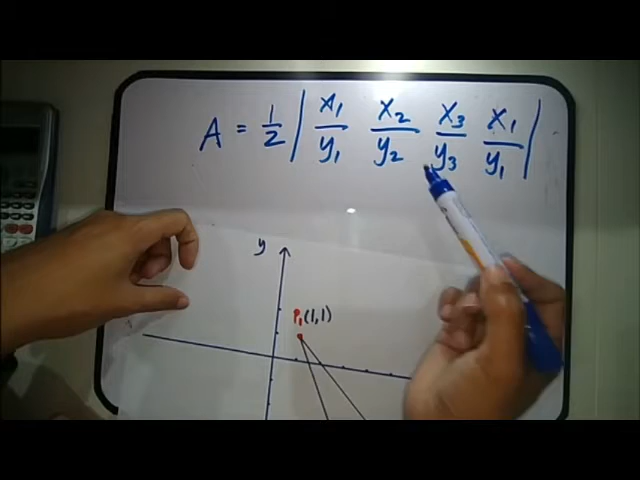 A = 1/2 | x₁/y₁ x₂/y₂ x₃/y₃ x₁/y₁ |
y
P₁(1,1)